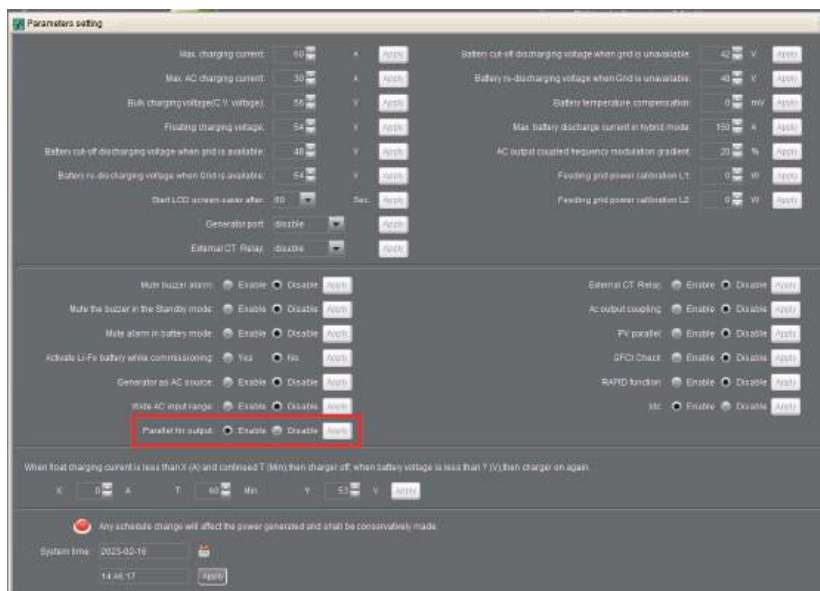 Parameters setting
Max. charging current: 60 A Apply
Max. AC charging current: 30 A Apply
Bulk charging voltage(C.V. voltage): 56 V Apply
Floating charging voltage: 54 V Apply
Battery cut-off discharging voltage when grid is available: 48 V Apply
Battery re-discharging voltage when Grid is available: 54 V Apply
Start LCD screen-saver after: 60 Sec. Apply
Generator port: disable Apply
External CT Relay: disable Apply
Battery cut-off discharging voltage when grid is unavailable: 42 V Apply
Battery re-discharging voltage when Grid is unavailable: 48 V Apply
Battery temperature compensation: 0 mV Apply
Max. battery discharge current in hybrid mode: 150 A Apply
AC output coupled frequency modulation gradient: 20 % Apply
Feeding grid power calibration L1: 0 W Apply
Feeding grid power calibration L2: 0 W Apply
Mute buzzer alarm: Enable Disable Apply
Mute the buzzer in the Standby mode: Enable Disable Apply
Mute alarm in battery mode: Enable Disable Apply
Activate Li-Fe battery while commissioning: Yes No Apply
Generator as AC source: Enable Disable Apply
Wide AC input range: Enable Disable Apply
Parallel for output: Enable Disable Apply
External CT Relay: Enable Disable Apply
Ac output coupling: Enable Disable Apply
PV parallel: Enable Disable Apply
GFCI Check: Enable Disable Apply
RAPID function: Enable Disable Apply
Enable Disable Apply
When float charging current is less than X (A) and continued T (Min),then charger off, when battery voltage is less than Y (V),then charger on again.
X: 0 A T: 60 Min Y: 53 V Apply
Any schedule change will affect the power generated and shall be conservatively made.
System time: 2023-02-16
14:46:17 Apply